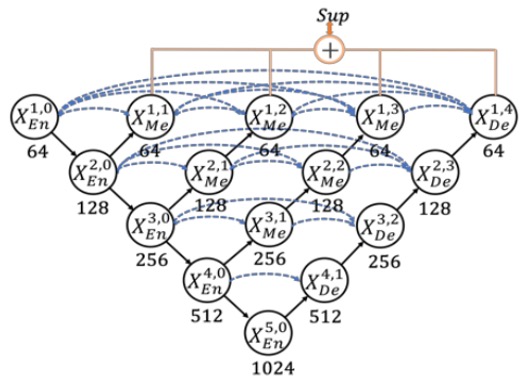 Sup
+
X_{En}^{1,0} X_{Me}^{1,1} X_{Me}^{1,2} X_{Me}^{1,3} X_{De}^{1,4}
64 64 64 64 64
X_{En}^{2,0} X_{Me}^{2,1} X_{Me}^{2,2} X_{De}^{2,3}
128 128 128 128
X_{En}^{3,0} X_{Me}^{3,1} X_{De}^{3,2}
256 256 256
X_{En}^{4,0} X_{De}^{4,1}
512 512
X_{En}^{5,0}
1024